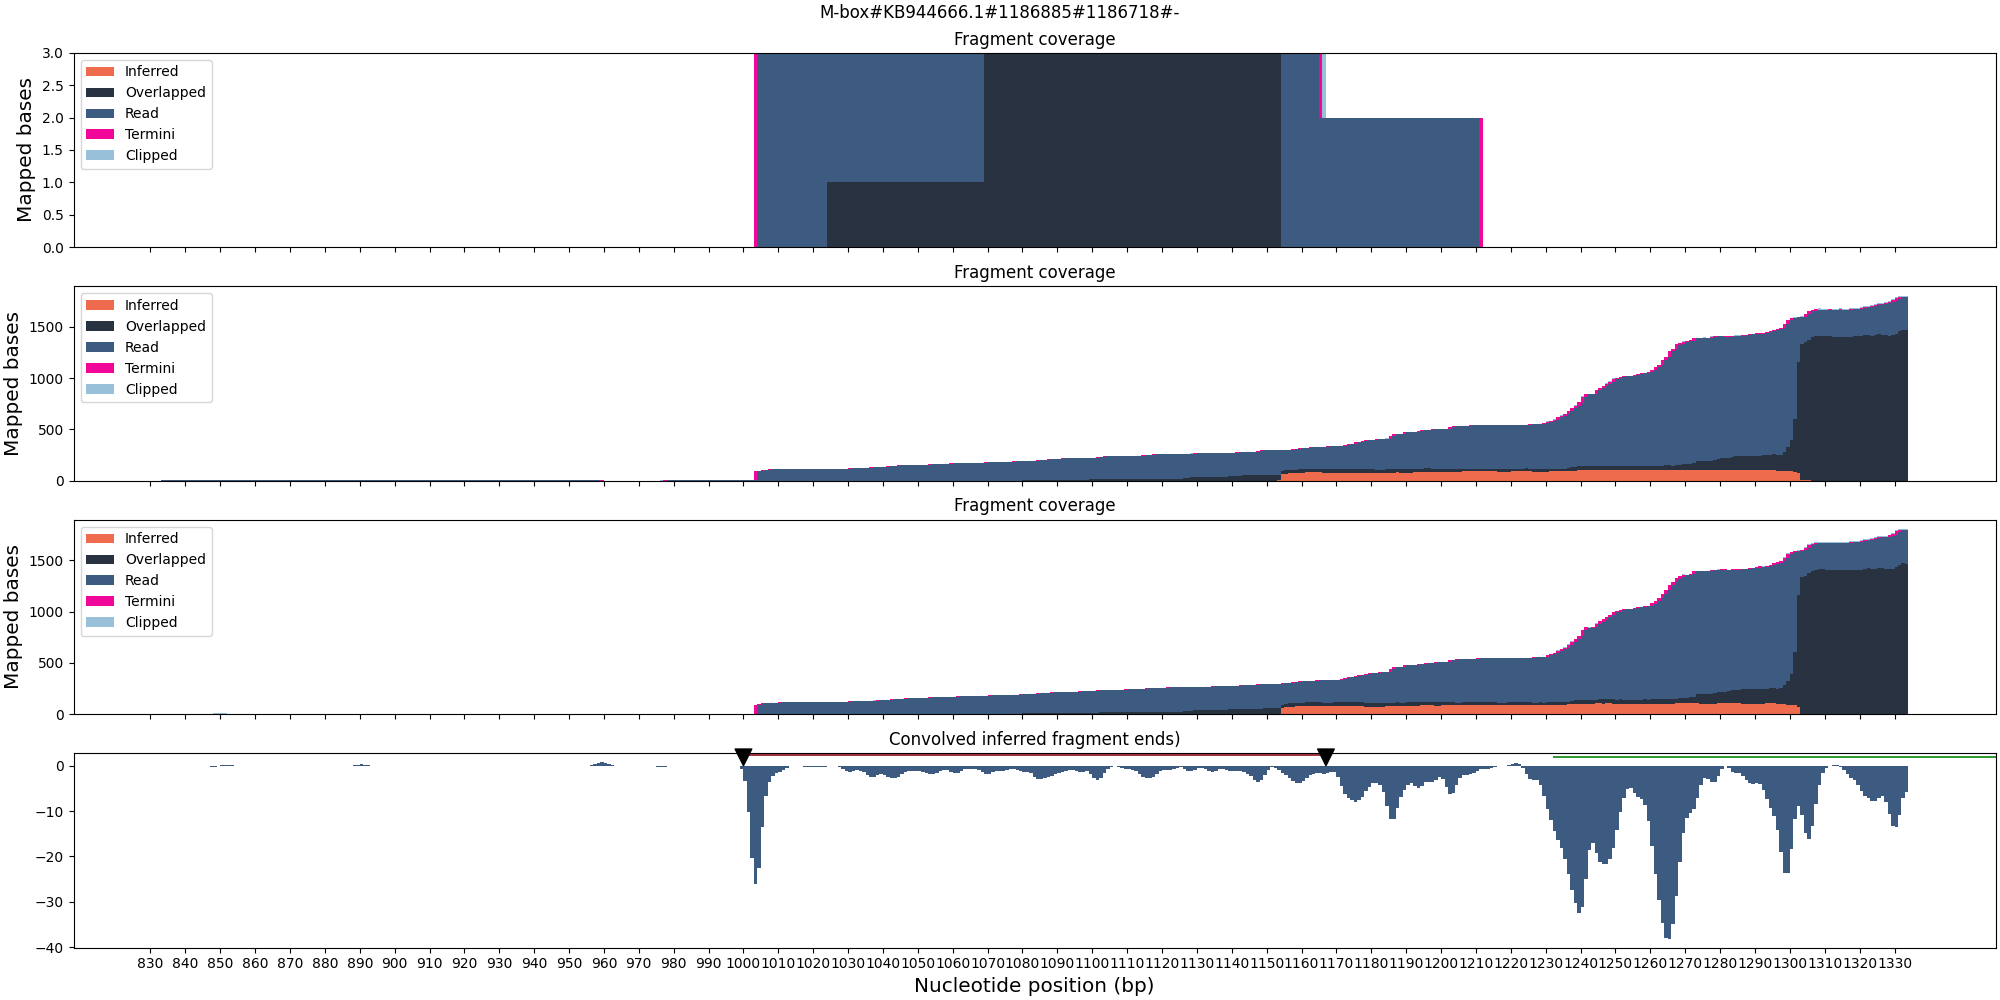 M-box#KB944666.1#1186885#1186718#-
Fragment coverage
Mapped bases
3.0
2.5
2.0
1.5
1.0
0.5
0.0
Inferred
Overlapped
Read
Termini
Clipped
Fragment coverage
Mapped bases
1500
1000
500
0
Inferred
Overlapped
Read
Termini
Clipped
Fragment coverage
Mapped bases
1500
1000
500
0
Inferred
Overlapped
Read
Termini
Clipped
Convolved inferred fragment ends)
0
−10
−20
−30
−40
830 840 850 860 870 880 890 900 910 920 930 940 950 960 970 980 990 1000 1010 1020 1030 1040 1050 1060 1070 1080 1090 1100 1110 1120 1130 1140 1150 1160 1170 1180 1190 1200 1210 1220 1230 1240 1250 1260 1270 1280 1290 1300 1310 1320 1330
Nucleotide position (bp)